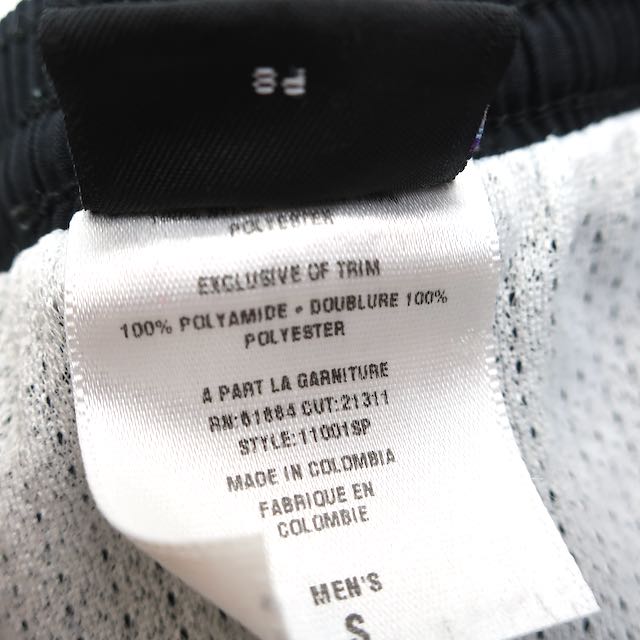 POLYESTER
EXCLUSIVE OF TRIM
100% POLYAMIDE • DOUBLURE 100%
POLYESTER
A PART LA GARNITURE
RN:61884 CUT:21311
STYLE:11001SP
MADE IN COLOMBIA
FABRIQUE EN
COLOMBIE
MEN'S
S